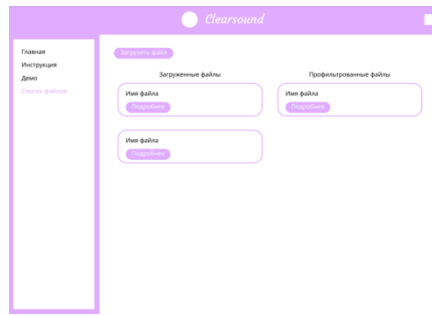 Clearsound
Главная
Инструкция
Демо
Список файлов
Загрузить файл
Загруженные файлы
Профильтрованные файлы
Имя файла
Подробнее
Имя файла
Подробнее
Имя файла
Подробнее